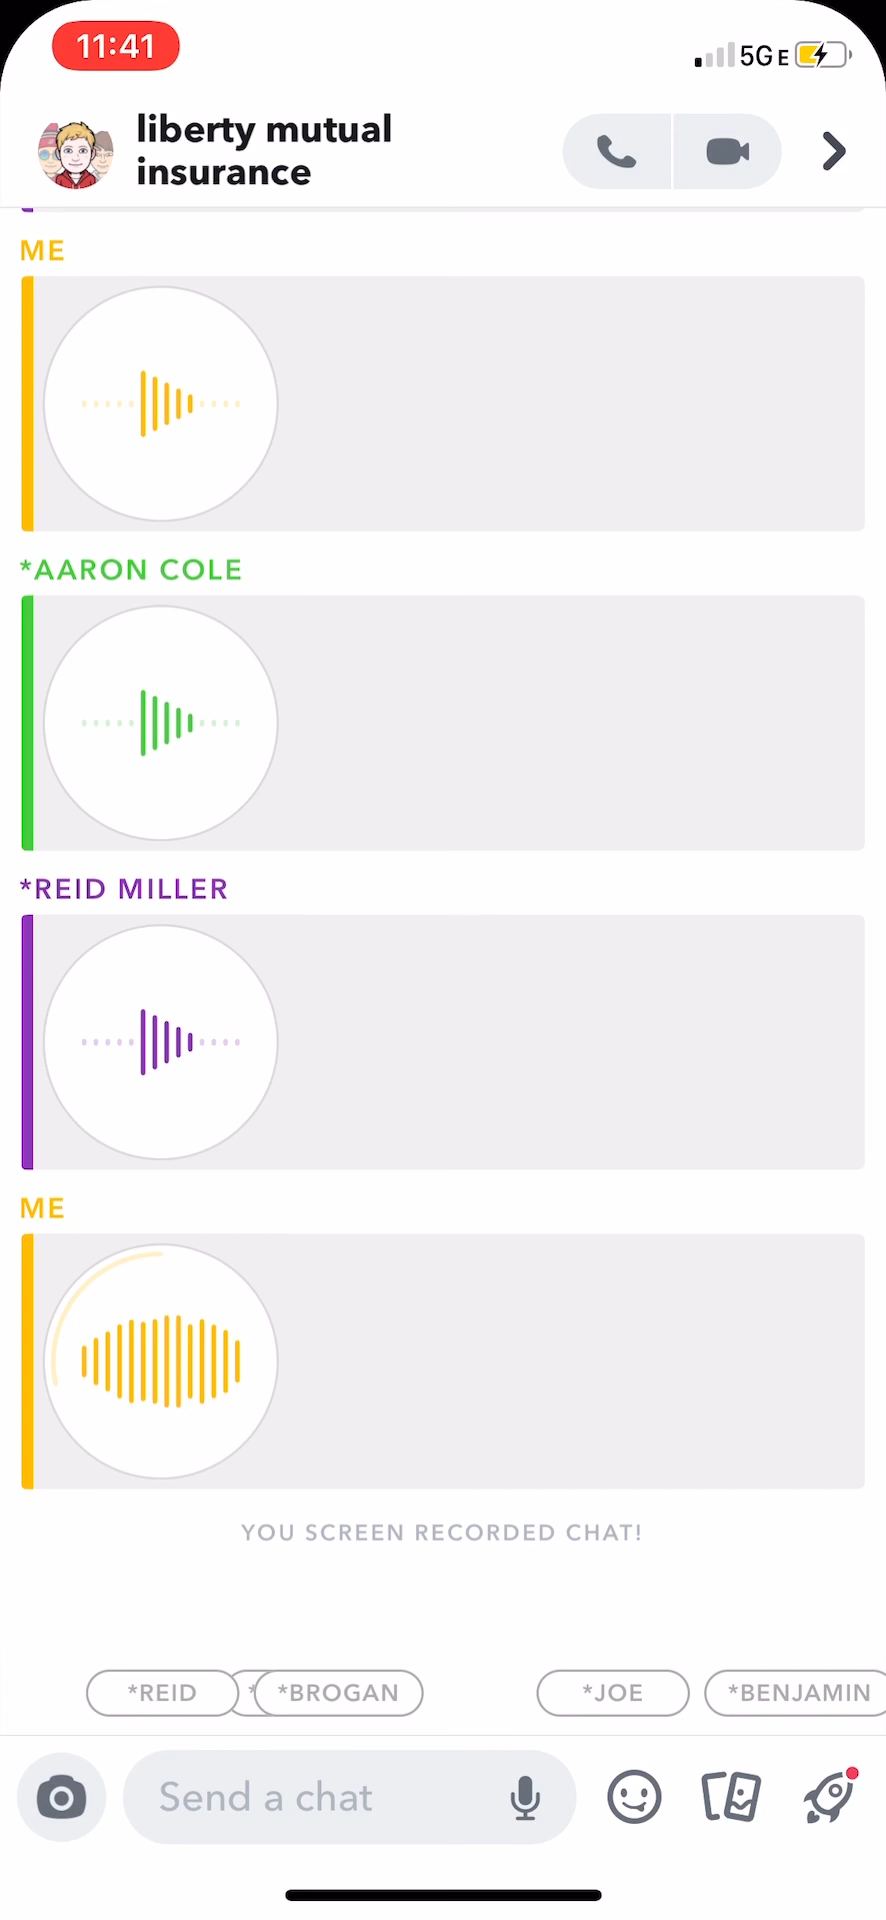 11:41
5G E
liberty mutual
insurance
ME
*AARON COLE
*REID MILLER
ME
YOU SCREEN RECORDED CHAT!
*REID
*
*BROGAN
*JOE
*BENJAMIN
Send a chat